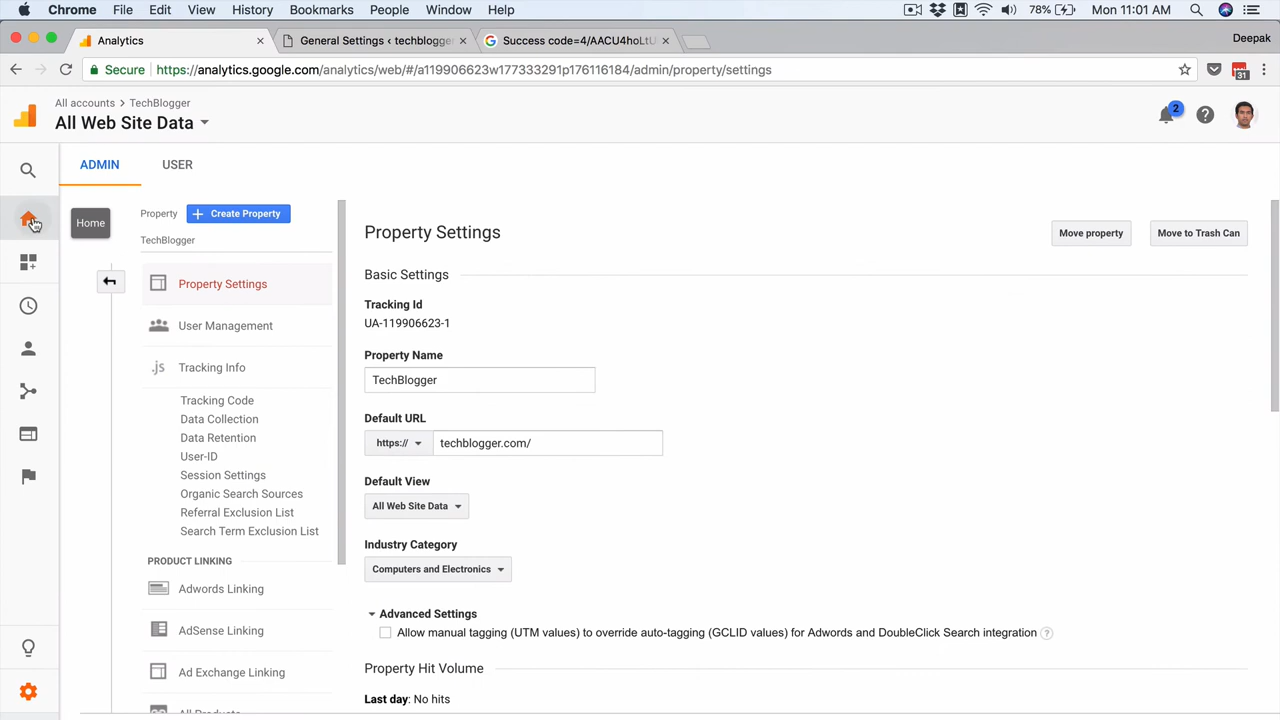 Chrome File Edit View History Bookmarks People Window Help 78% Mon 11:01 AM
Analytics General Settings ‹ techblogger Success code=4/AACU4hoLtU Deepak
Secure https://analytics.google.com/analytics/web/#/a119906623w177333291p176116184/admin/property/settings 31
All accounts > TechBlogger
All Web Site Data
2
ADMIN USER
Home
Property + Create Property
TechBlogger
Property Settings
User Management
.js Tracking Info
Tracking Code
Data Collection
Data Retention
User-ID
Session Settings
Organic Search Sources
Referral Exclusion List
Search Term Exclusion List
PRODUCT LINKING
Adwords Linking
AdSense Linking
Ad Exchange Linking
All Products
Property Settings
Move property Move to Trash Can
Basic Settings
Tracking Id
UA-119906623-1
Property Name
TechBlogger
Default URL
https:// techblogger.com/
Default View
All Web Site Data
Industry Category
Computers and Electronics
Advanced Settings
Allow manual tagging (UTM values) to override auto-tagging (GCLID values) for Adwords and DoubleClick Search integration ?
Property Hit Volume
Last day: No hits